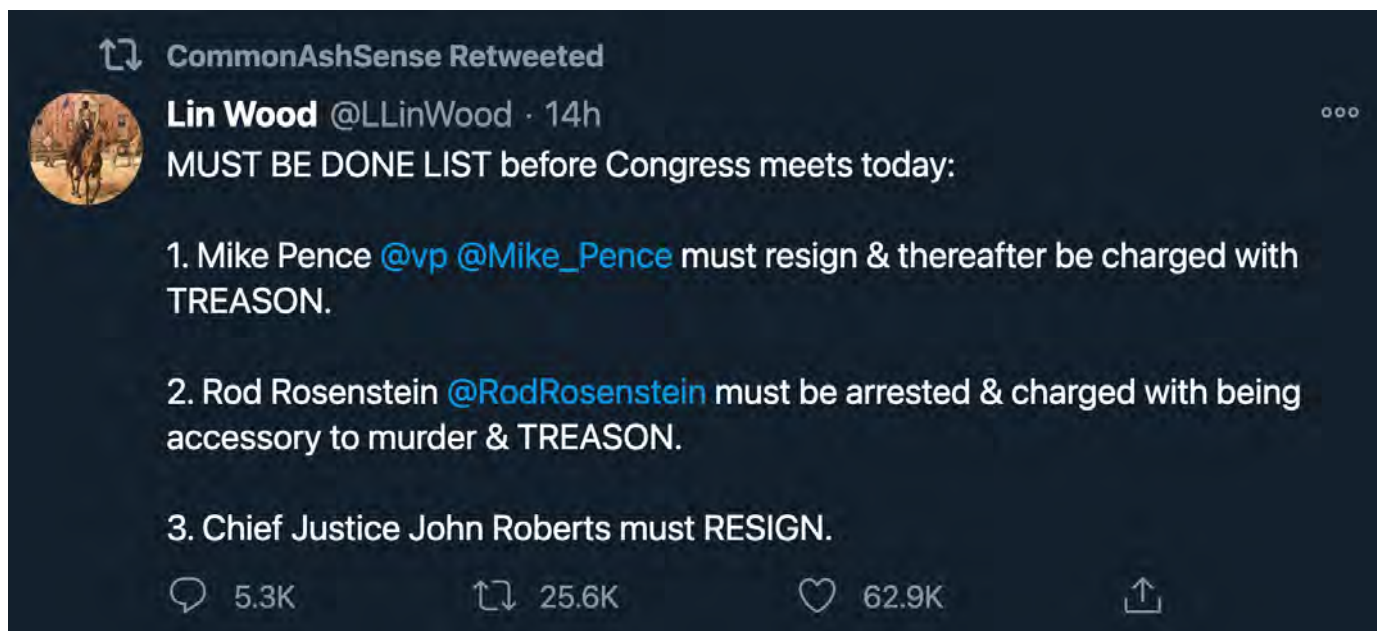 CommonAshSense Retweeted
Lin Wood @LLinWood · 14h
MUST BE DONE LIST before Congress meets today:
1. Mike Pence @vp @Mike_Pence must resign & thereafter be charged with
TREASON.
2. Rod Rosenstein @RodRosenstein must be arrested & charged with being
accessory to murder & TREASON.
3. Chief Justice John Roberts must RESIGN.
5.3K 25.6K 62.9K